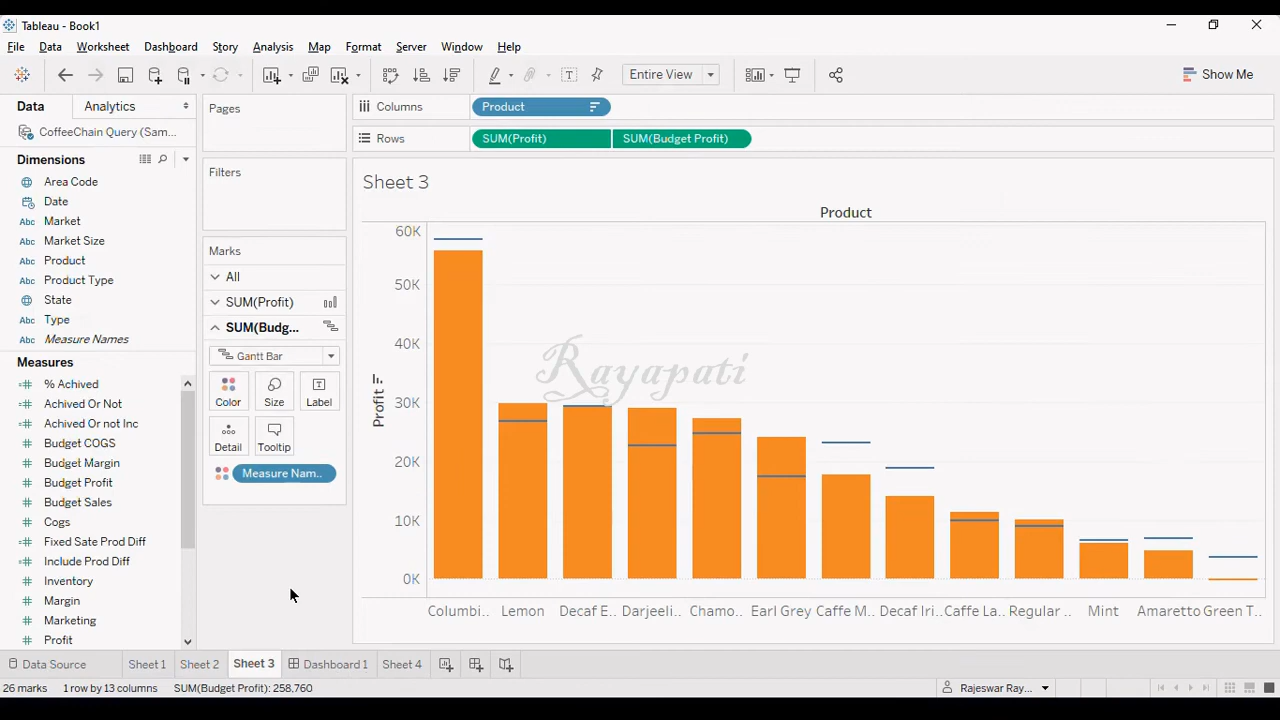 Tableau - Book1
File Data Worksheet Dashboard Story Analysis Map Format Server Window Help
Entire View
Show Me
Data Analytics
CoffeeChain Query (Sam...
Dimensions
Area Code
Date
Market
Market Size
Product
Product Type
State
Type
Measure Names
Measures
% Achived
Achived Or Not
Achived Or not Inc
Budget COGS
Budget Margin
Budget Profit
Budget Sales
Cogs
Fixed Sate Prod Diff
Include Prod Diff
Inventory
Margin
Marketing
Profit
Pages
Filters
Marks
All
SUM(Profit)
SUM(Budg...
Gantt Bar
Color Size Label
Detail Tooltip
Measure Nam..
Columns Product
Rows SUM(Profit) SUM(Budget Profit)
Sheet 3
Product
60K
50K
40K
30K
20K
10K
0K
Profit
Rayapati
Columbi.. Lemon Decaf E.. Darjeeli.. Chamo.. Earl Grey Caffe M.. Decaf Iri.. Caffe La.. Regular .. Mint Amaretto Green T..
Data Source Sheet 1 Sheet 2 Sheet 3 Dashboard 1 Sheet 4
26 marks 1 row by 13 columns SUM(Budget Profit): 258,760
Rajeswar Ray...